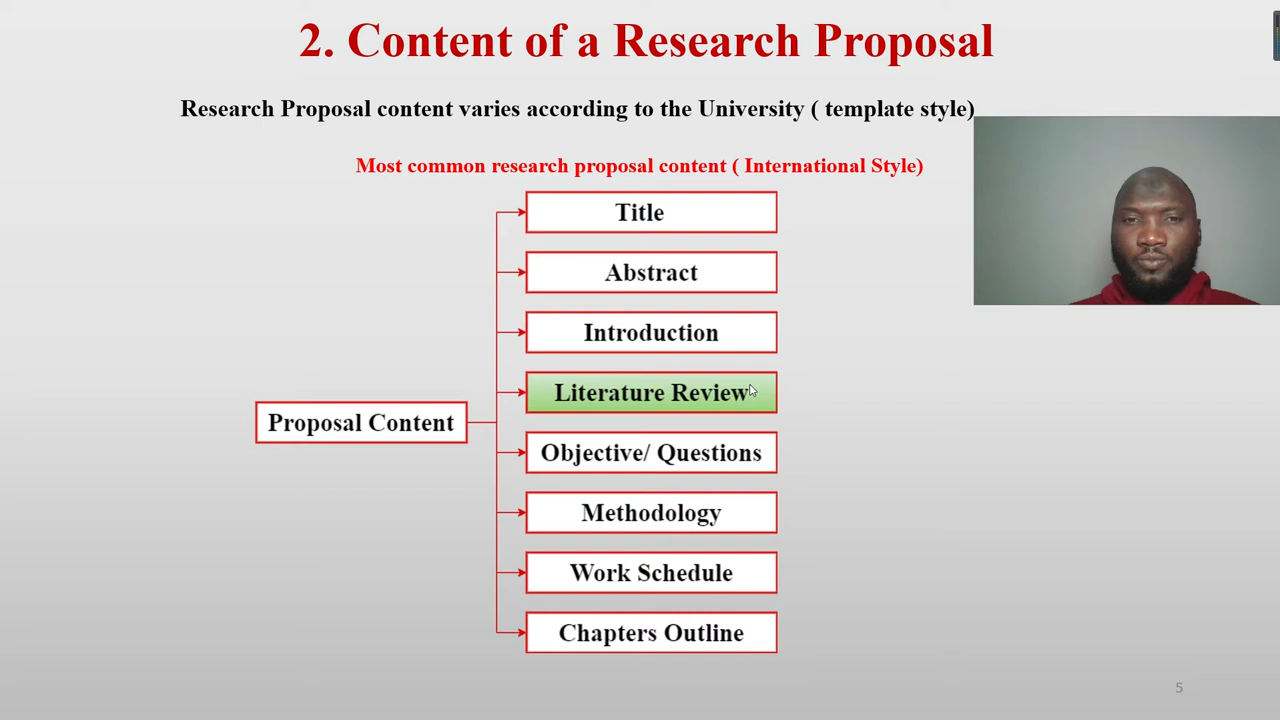 2. Content of a Research Proposal
Research Proposal content varies according to the University ( template style)
Most common research proposal content ( International Style)
Title
Abstract
Introduction
Literature Review
Proposal Content
Objective/ Questions
Methodology
Work Schedule
Chapters Outline
5